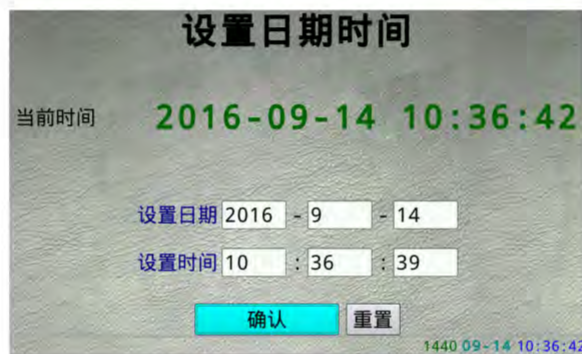 设置日期时间
当前时间 2016-09-14 10:36:42
设置日期 2016 - 9 - 14
设置时间 10 : 36 : 39
确认 重置
1440 09-14 10:36:42